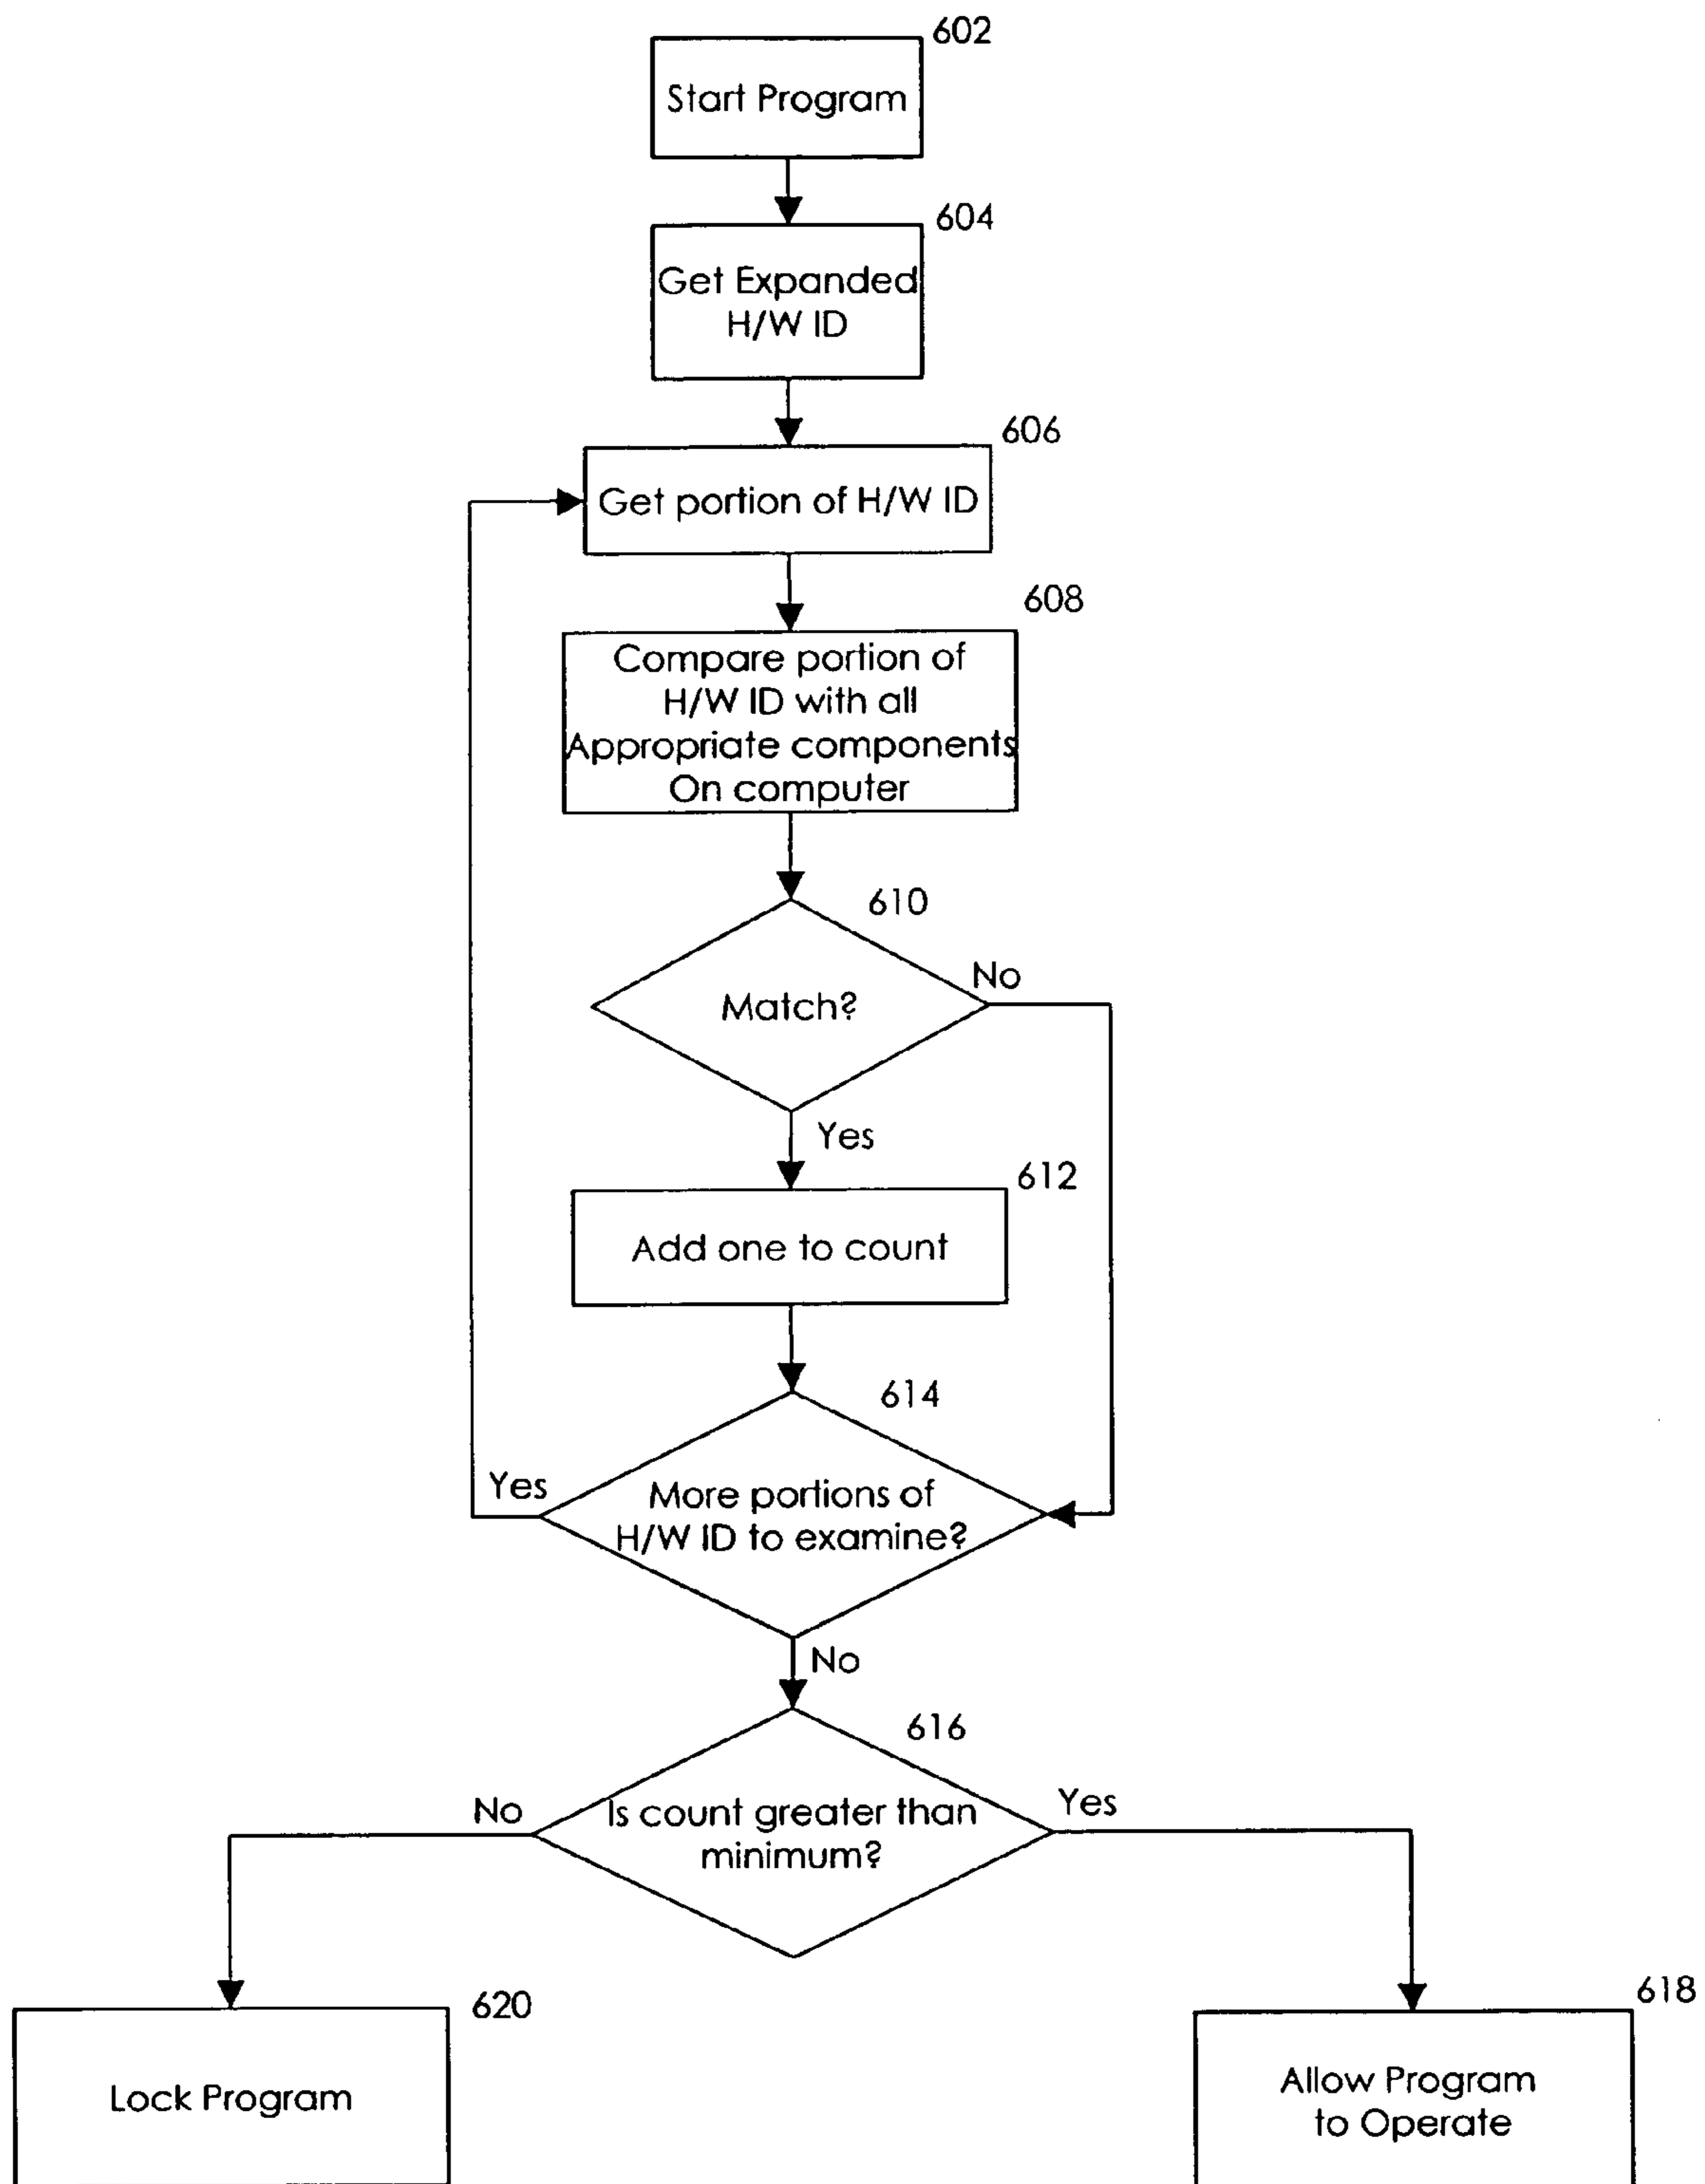 602
Start Program
604
Get Expanded
H/W ID
606
Get portion of H/W ID
608
Compare portion of
H/W ID with all
Appropriate components
On computer
610
Match?
No
Yes
612
Add one to count
614
Yes
More portions of
H/W ID to examine?
No
616
No
Is count greater than
minimum?
Yes
620
Lock Program
618
Allow Program
to Operate